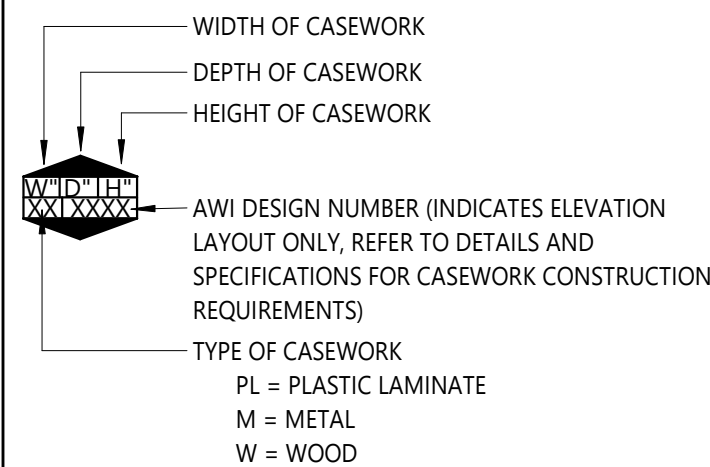 WIDTH OF CASEWORK
DEPTH OF CASEWORK
HEIGHT OF CASEWORK
W" D" H"
XX XXXX
AWI DESIGN NUMBER (INDICATES ELEVATION
LAYOUT ONLY, REFER TO DETAILS AND
SPECIFICATIONS FOR CASEWORK CONSTRUCTION
REQUIREMENTS)
TYPE OF CASEWORK
PL = PLASTIC LAMINATE
M = METAL
W = WOOD